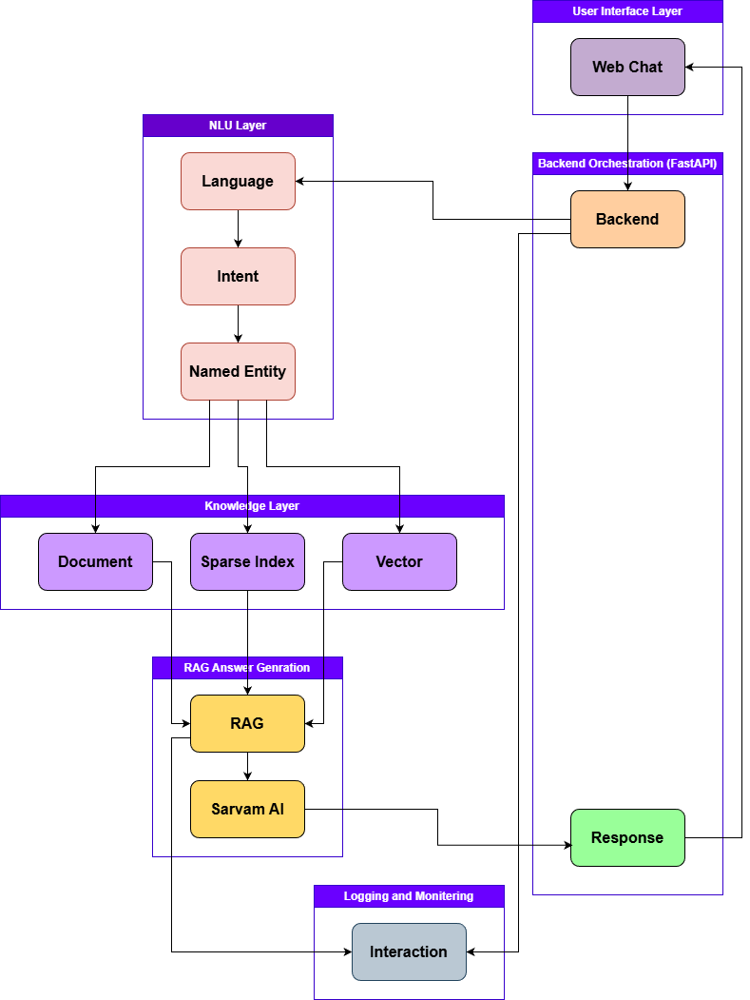 User Interface Layer
Web Chat
NLU Layer
Language
Intent
Named Entity
Backend Orchestration (FastAPI)
Backend
Knowledge Layer
Document
Sparse Index
Vector
RAG Answer Genration
RAG
Sarvam AI
Response
Logging and Monitering
Interaction